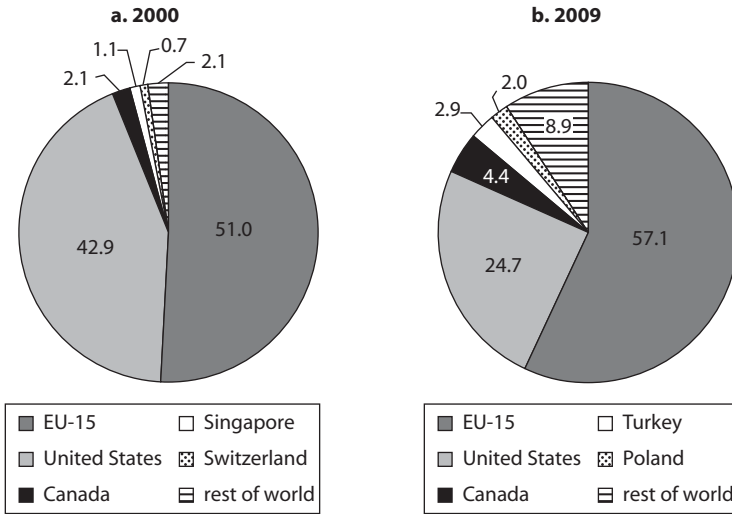 a. 2000
1.1
0.7
2.1
2.1
42.9
51.0
EU-15
Singapore
United States
Switzerland
Canada
rest of world
b. 2009
2.0
2.9
8.9
4.4
57.1
24.7
EU-15
Turkey
United States
Poland
Canada
rest of world